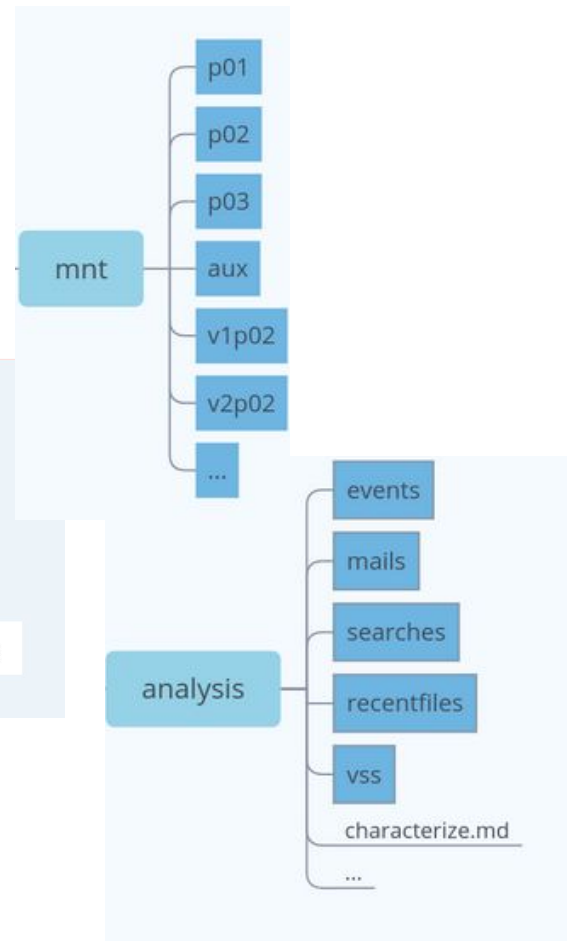 p01
p02
p03
mnt
aux
v1p02
v2p02
...
events
mails
searches
analysis
recentfiles
vss
characterize.md
...